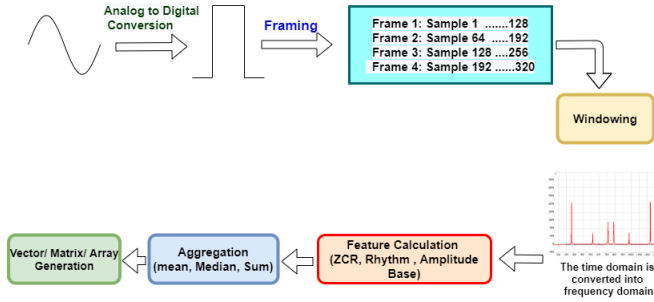 Analog to Digital
Conversion
Framing
Frame 1: Sample 1 .......128
Frame 2: Sample 64 .....192
Frame 3: Sample 128 ....256
Frame 4: Sample 192 ......320
Windowing
The time domain is
converted into
frequency domain
Feature Calculation
(ZCR, Rhythm , Amplitude
Base)
Aggregation
(mean, Median, Sum)
Vector/ Matrix/ Array
Generation